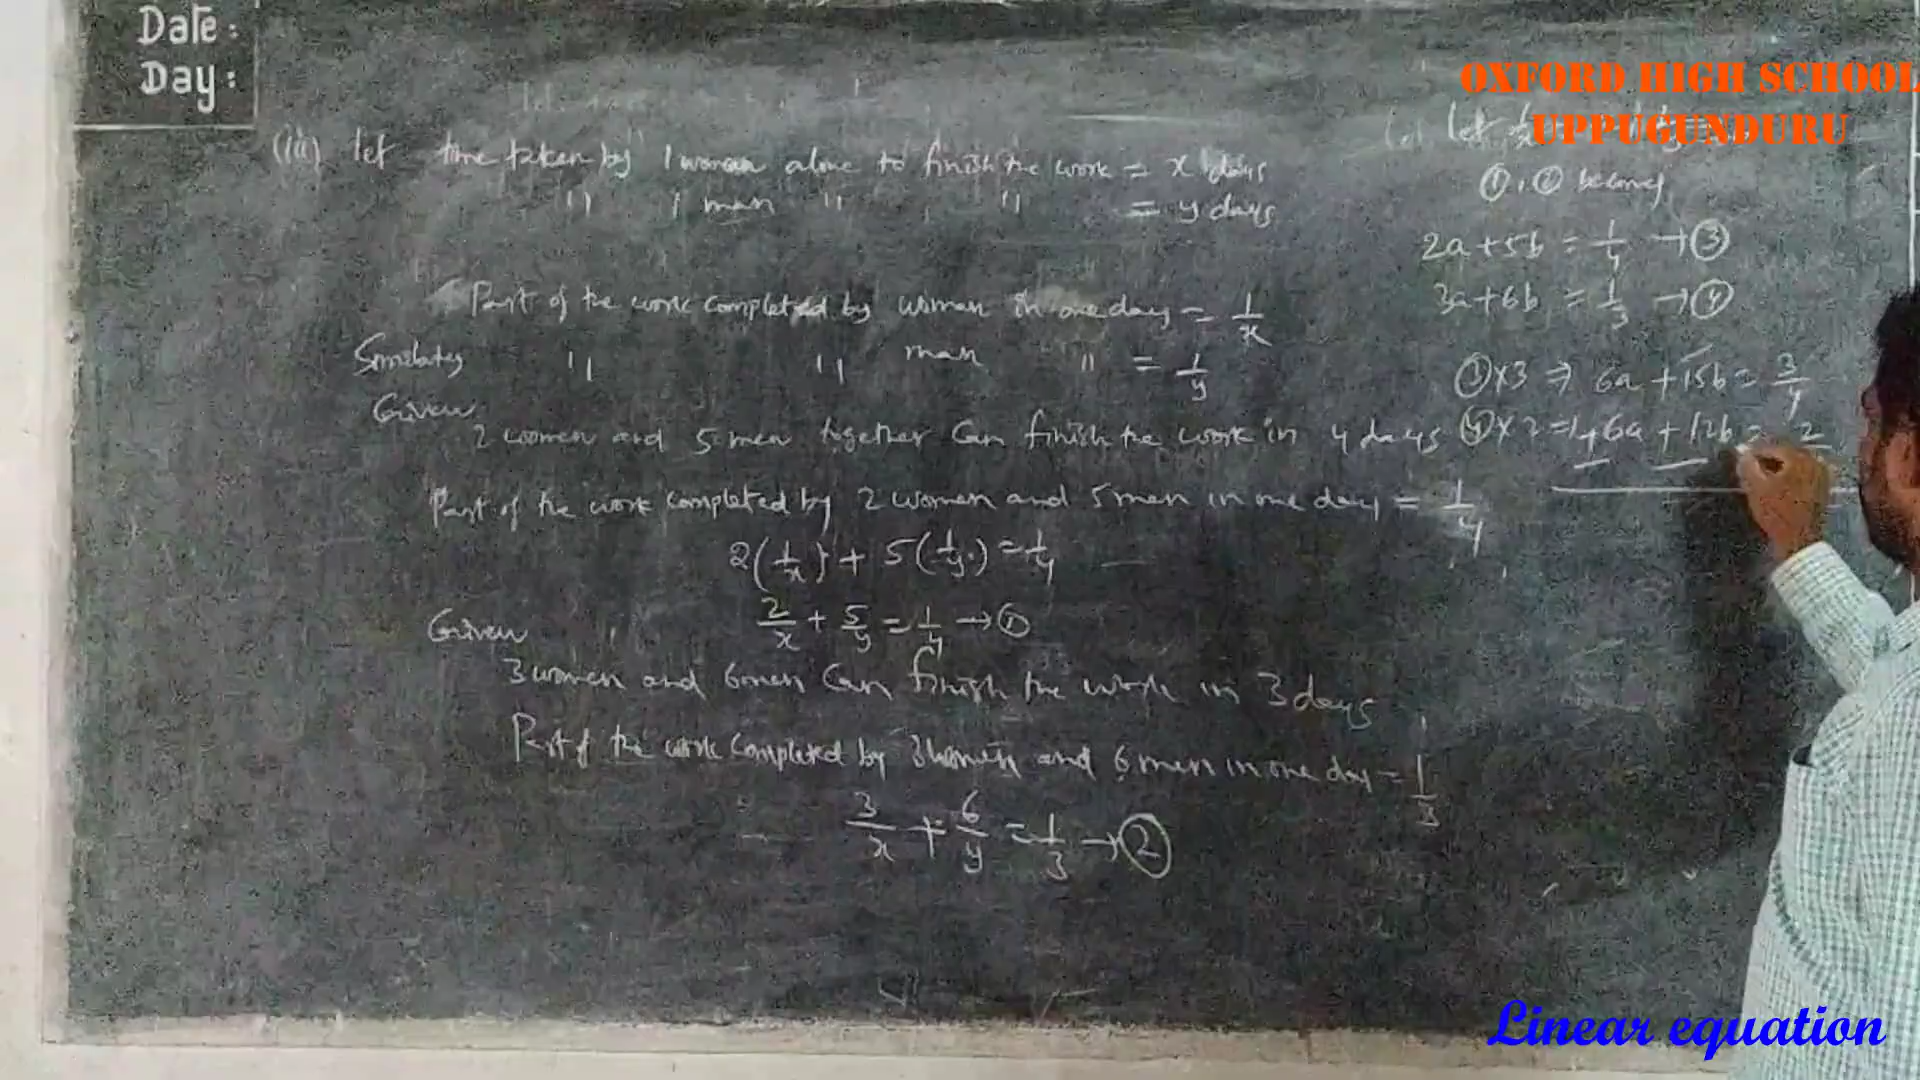 Date:
Day:
OXFORD HIGH SCHOOL
UPPUGUNDURU
(iii) let time taken by 1 woman alone to finish the work = x days
" 1 man " " = y days
Part of the work completed by woman in one day = 1/x
Similarly " " man " = 1/y
Given
2 women and 5 men together Can finish the work in 4 days
Part of the work completed by 2 women and 5 men in one day = 1/4
2(1/x) + 5(1/y) = 1/4
2/x + 5/y = 1/4 → ①
Given
3 women and 6 men Can finish the work in 3 days
Part of the work completed by 3 women and 6 men in one day = 1/3
3/x + 6/y = 1/3 → ②
let
①, ② becomes
2a + 5b = 1/4 → ③
3a + 6b = 1/3 → ④
③ x 3 ⇒ 6a + 15b = 3/4
④ x 2 ⇒ 6a + 12b = 2
Linear equation